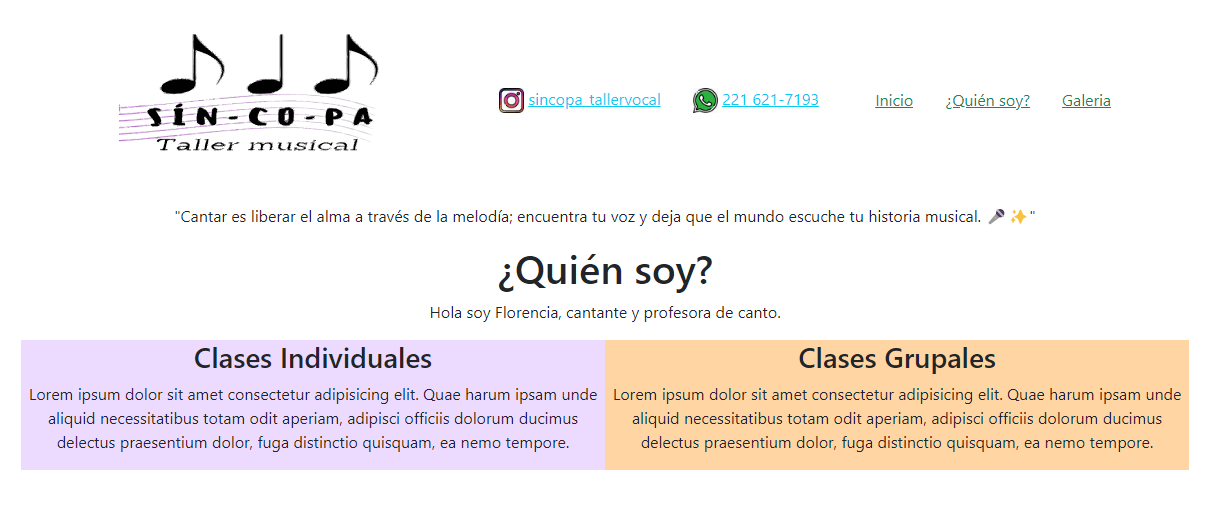 SÍN-CO-PA
Taller musical
sincopa_tallervocal
221 621-7193
Inicio
¿Quién soy?
Galeria
"Cantar es liberar el alma a través de la melodía; encuentra tu voz y deja que el mundo escuche tu historia musical. 🎤✨"
¿Quién soy?
Hola soy Florencia, cantante y profesora de canto.
Clases Individuales
Lorem ipsum dolor sit amet consectetur adipisicing elit. Quae harum ipsam unde
aliquid necessitatibus totam odit aperiam, adipisci officiis dolorum ducimus
delectus praesentium dolor, fuga distinctio quisquam, ea nemo tempore.
Clases Grupales
Lorem ipsum dolor sit amet consectetur adipisicing elit. Quae harum ipsam unde
aliquid necessitatibus totam odit aperiam, adipisci officiis dolorum ducimus
delectus praesentium dolor, fuga distinctio quisquam, ea nemo tempore.